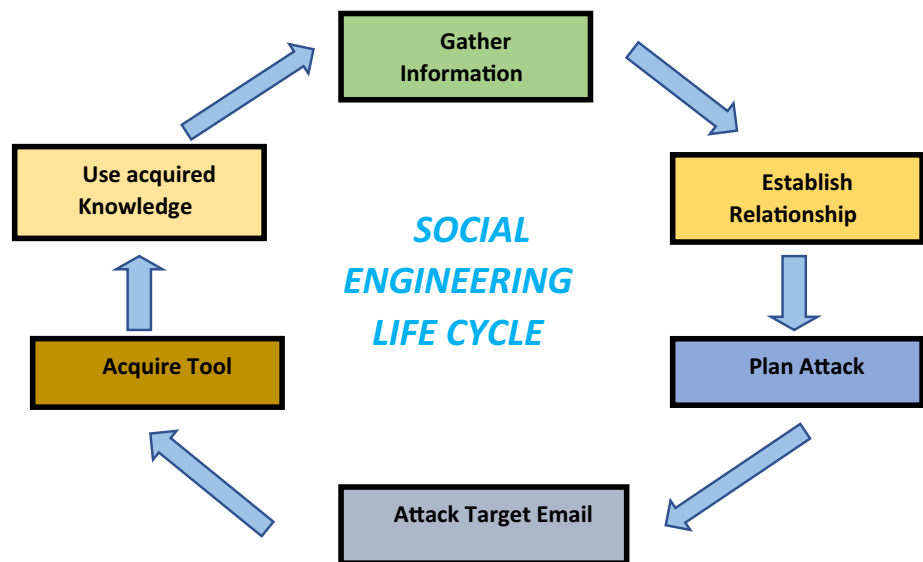 Gather
Information
Establish
Relationship
Plan Attack
Attack Target Email
Acquire Tool
Use acquired
Knowledge
SOCIAL
ENGINEERING
LIFE CYCLE